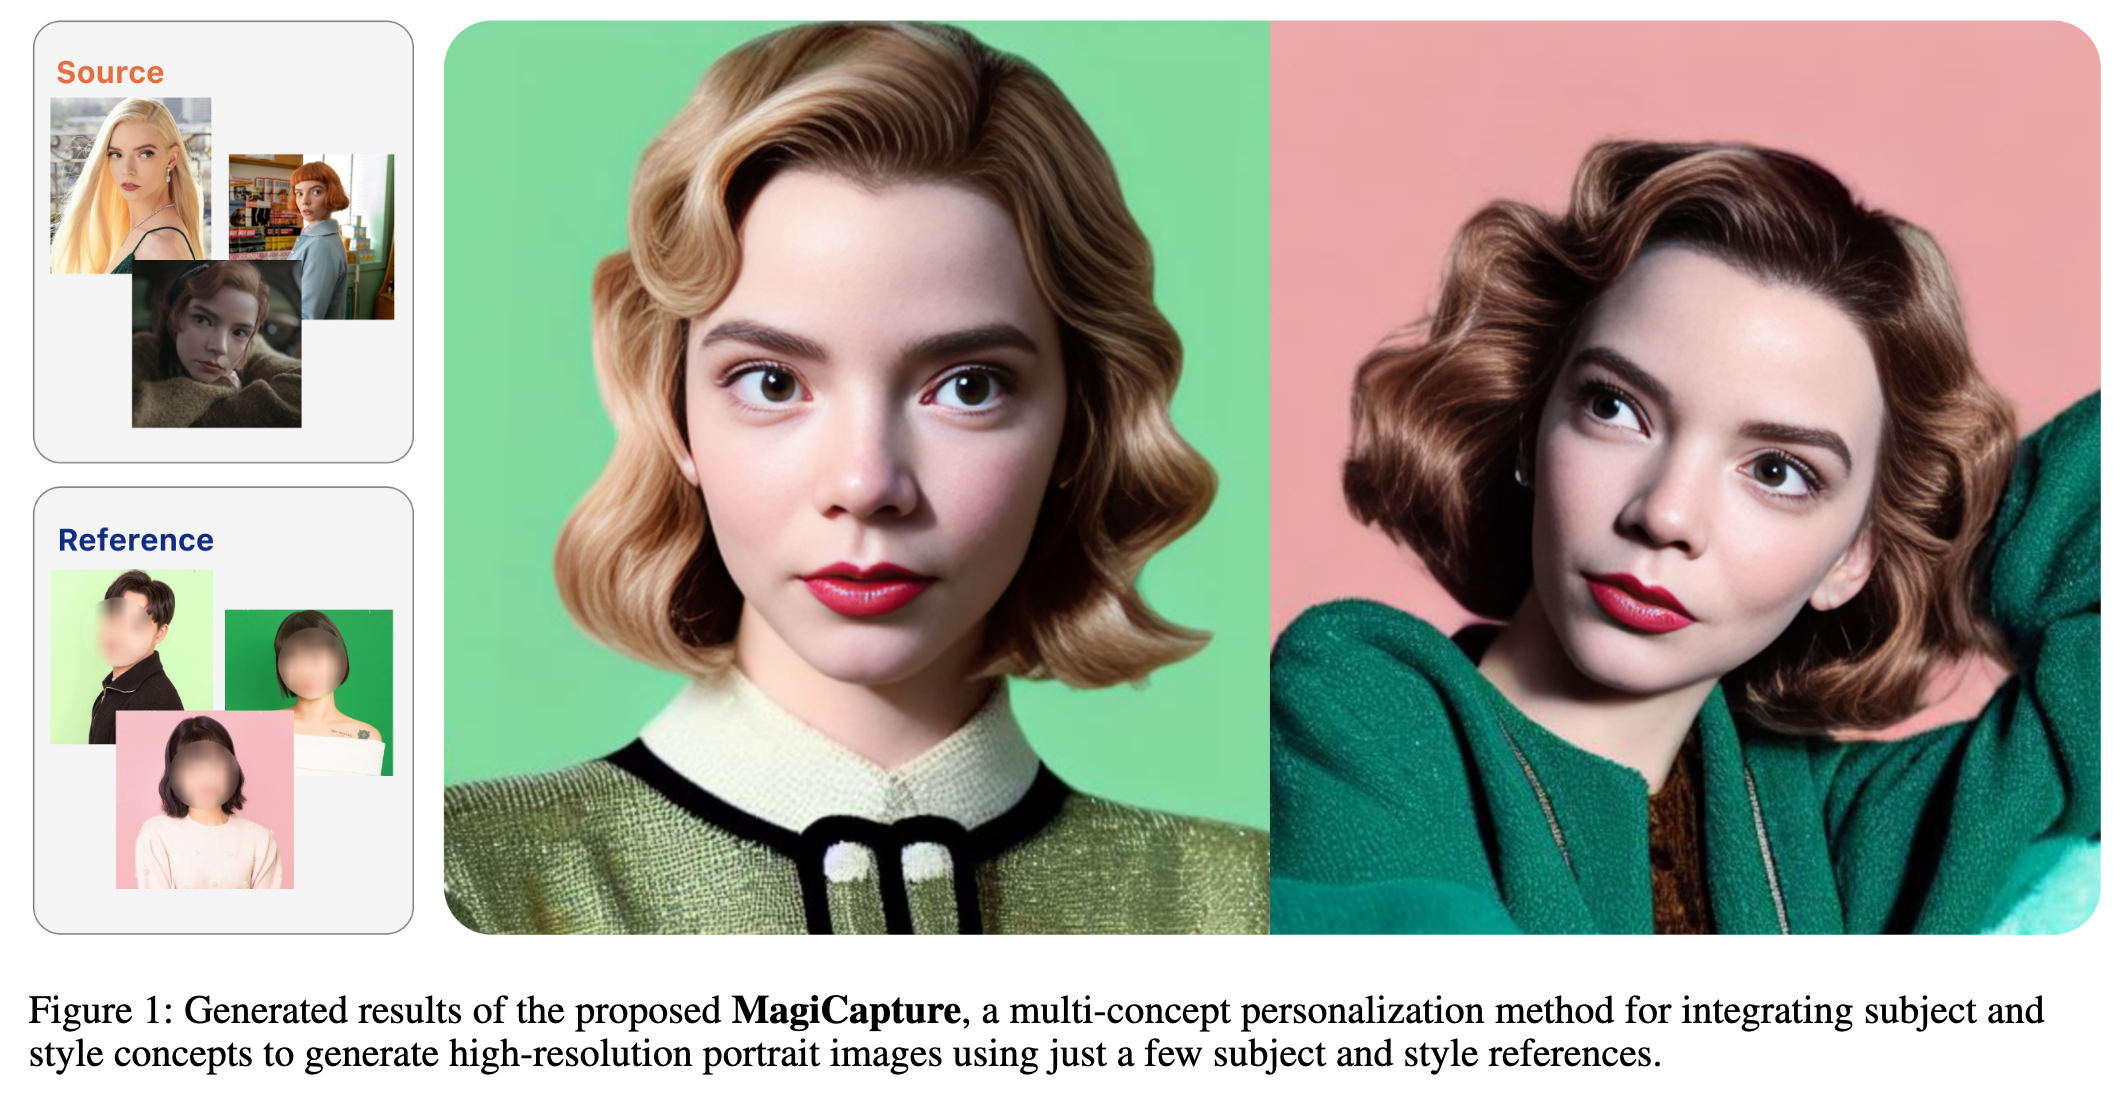 Source
Reference
Figure 1: Generated results of the proposed MagiCapture, a multi-concept personalization method for integrating subject and
style concepts to generate high-resolution portrait images using just a few subject and style references.